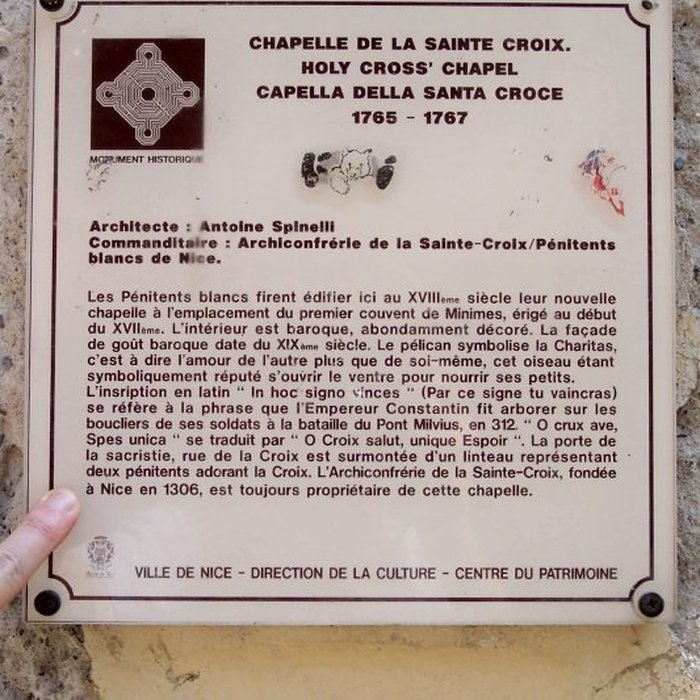 CHAPELLE DE LA SAINTE CROIX.
HOLY CROSS' CHAPEL
CAPELLA DELLA SANTA CROCE
1765 - 1767
MONUMENT HISTORIQUE
Architecte : Antoine Spinelli
Commanditaire : Archiconfrérie de la Sainte-Croix/Pénitents
blancs de Nice.
Les Pénitents blancs firent édifier ici au XVIIIème siècle leur nouvelle
chapelle à l'emplacement du premier couvent de Minimes, érigé au début
du XVIIème. L'intérieur est baroque, abondamment décoré. La façade
de goût baroque date du XIXème siècle. Le pélican symbolise la Charitas,
c'est à dire l'amour de l'autre plus que de soi-même, cet oiseau étant
symboliquement réputé s'ouvrir le ventre pour nourrir ses petits.
L'insription en latin " In hoc signo vinces " (Par ce signe tu vaincras)
se réfère à la phrase que l'Empereur Constantin fit arborer sur les
boucliers de ses soldats à la bataille du Pont Milvius, en 312. " O crux ave,
Spes unica " se traduit par " O Croix salut, unique Espoir ". La porte de
la sacristie, rue de la Croix est surmontée d'un linteau représentant
deux pénitents adorant la Croix. L'Archiconfrérie de la Sainte-Croix, fondée
à Nice en 1306, est toujours propriétaire de cette chapelle.
VILLE DE NICE - DIRECTION DE LA CULTURE - CENTRE DU PATRIMOINE